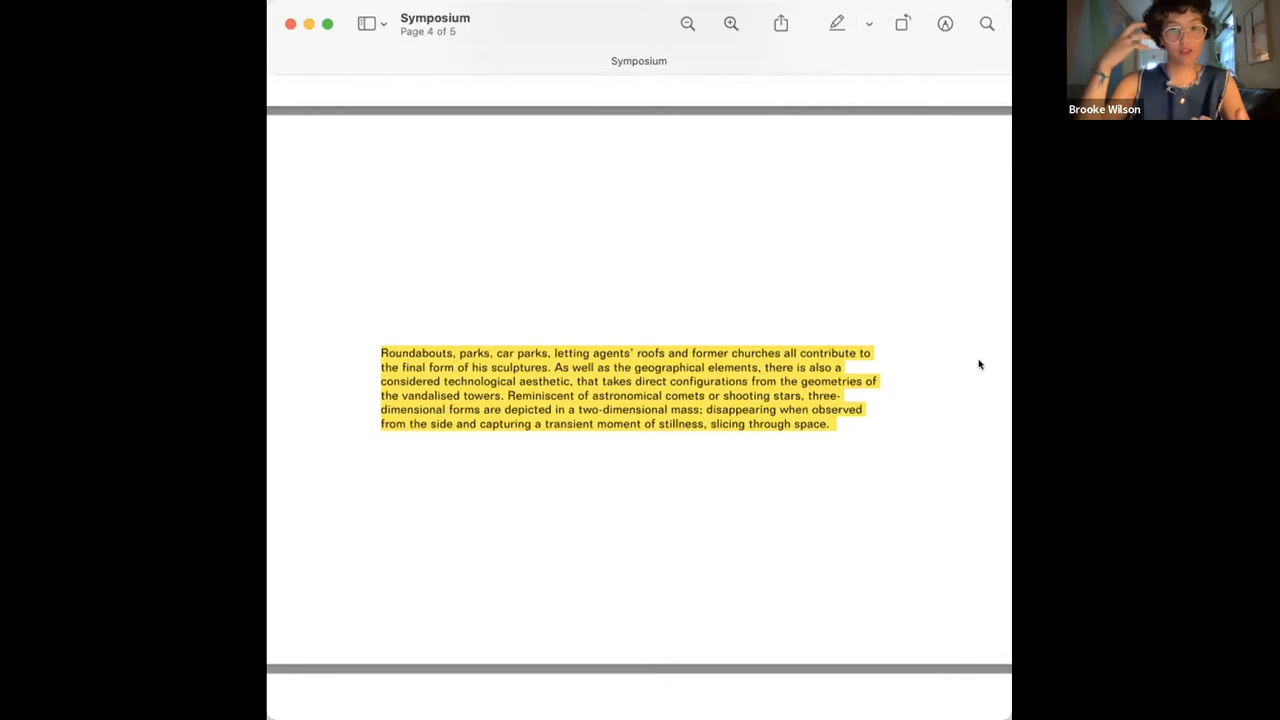 Symposium
Page 4 of 5
Symposium
Brooke Wilson
Roundabouts, parks, car parks, letting agents' roofs and former churches all contribute to
the final form of his sculptures. As well as the geographical elements, there is also a
considered technological aesthetic, that takes direct configurations from the geometries of
the vandalised towers. Reminiscent of astronomical comets or shooting stars, three-
dimensional forms are depicted in a two-dimensional mass; disappearing when observed
from the side and capturing a transient moment of stillness, slicing through space.